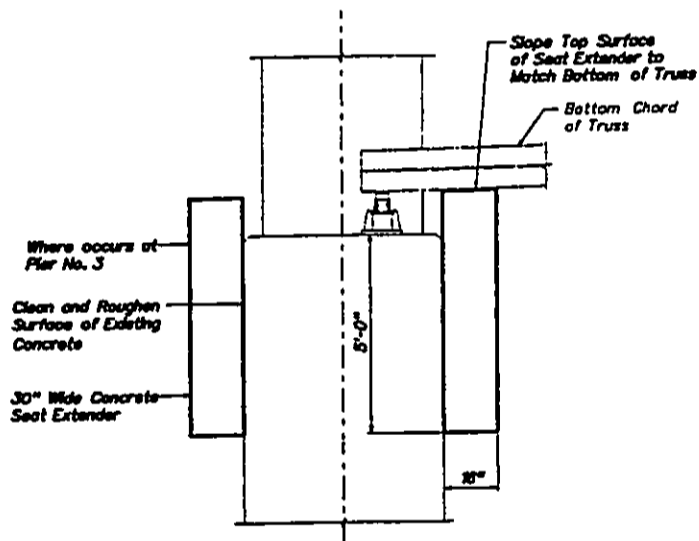 Slope Top Surface
of Seat Extender to
Match Bottom of Truss
Bottom Chord
of Truss
Where occurs at
Pier No. 3
Clean and Roughen
Surface of Existing
Concrete
30" Wide Concrete
Seat Extender
5'-0"